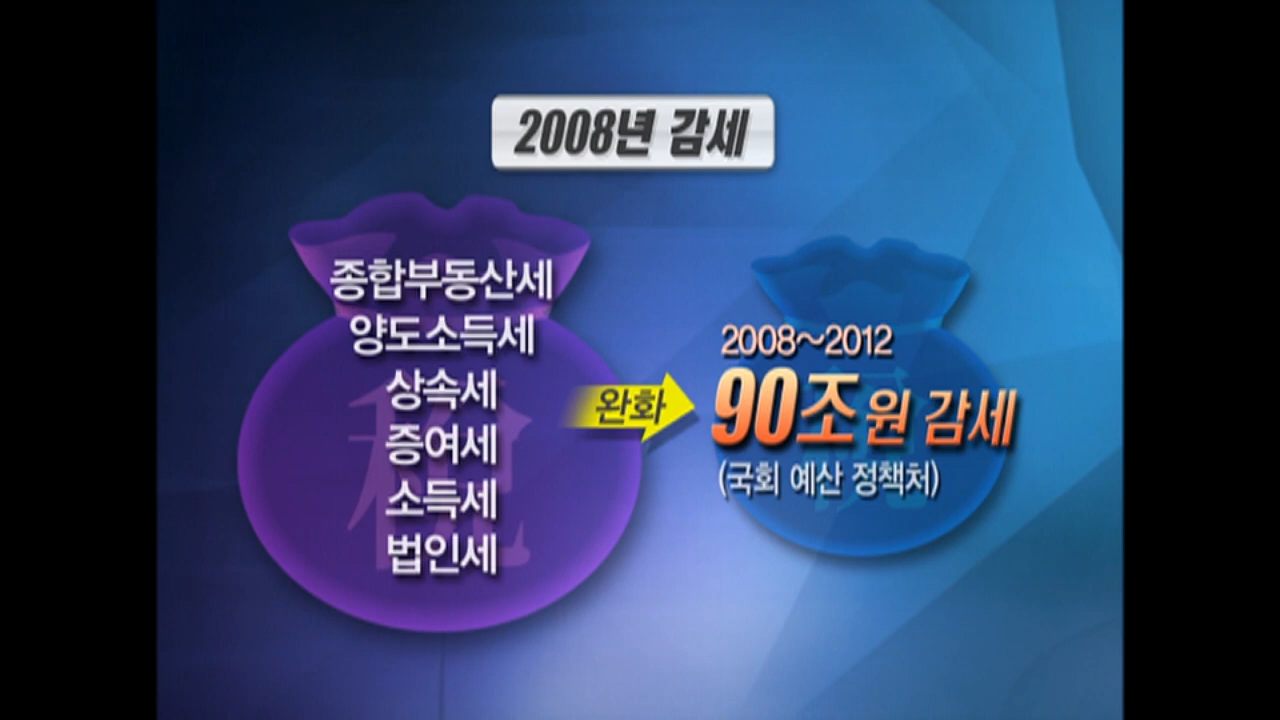 2008년 감세
종합부동산세
양도소득세
상속세
증여세
소득세
법인세
완화
2008~2012
90조원 감세
(국회 예산 정책처)
税
税